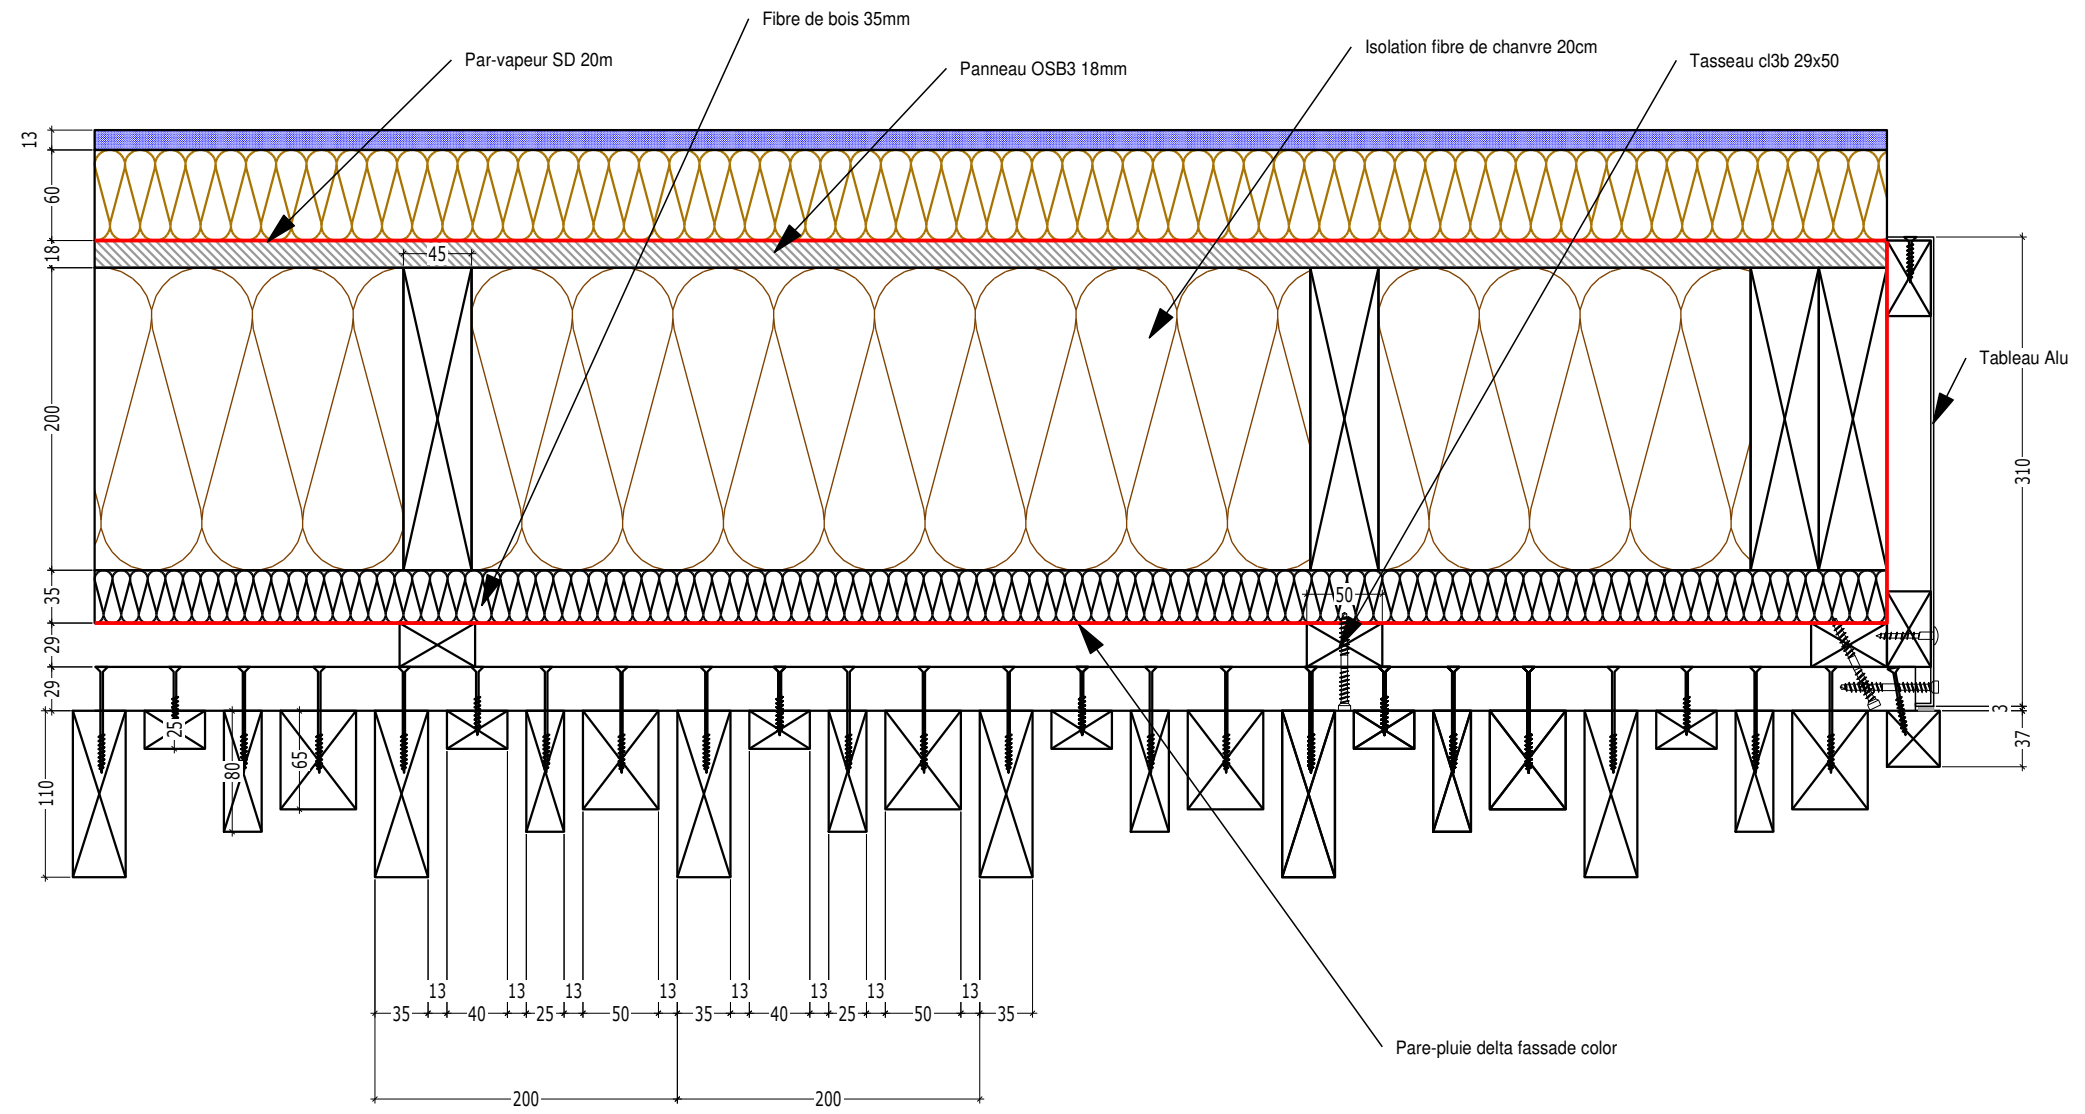 Fibre de bois 35mm
Par-vapeur SD 20m
Isolation fibre de chanvre 20cm
Panneau OSB3 18mm
Tasseau cl3b 29x50
13
60
18
45
200
Tableau Alu
310
35
50
29
29
3
25
65
80
37
110
13 13 13 13 13 13 13 13
35 40 25 50 35 40 25 50 35
Pare-pluie delta fassade color
200 200